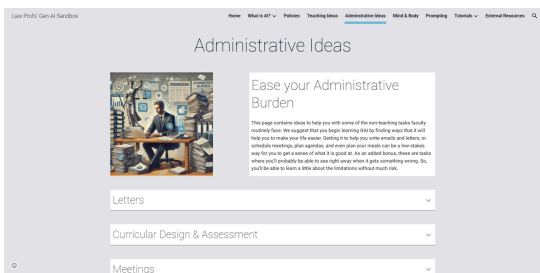 Law Profs' Gen AI Sandbox
Home What is AI? Policies Teaching Ideas Administrative Ideas Mind & Body Prompting Tutorials External Resources
Administrative Ideas
Ease your Administrative
Burden
This page contains ideas to help you with some of the non-teaching tasks faculty
routinely face. We suggest that you begin learning GAI by finding ways that it will
help you to make your life easier. Getting it to help you write emails and letters, or
schedule meetings, plan agendas, and even plan your meals can be a low-stakes
way for you to get a sense of what it is good at. As an added bonus, these are tasks
where you'll probably be able to see right away when it gets something wrong. So,
you'll be able to learn a little about the limitations without much risk.
Letters
Curricular Design & Assessment
Meetings